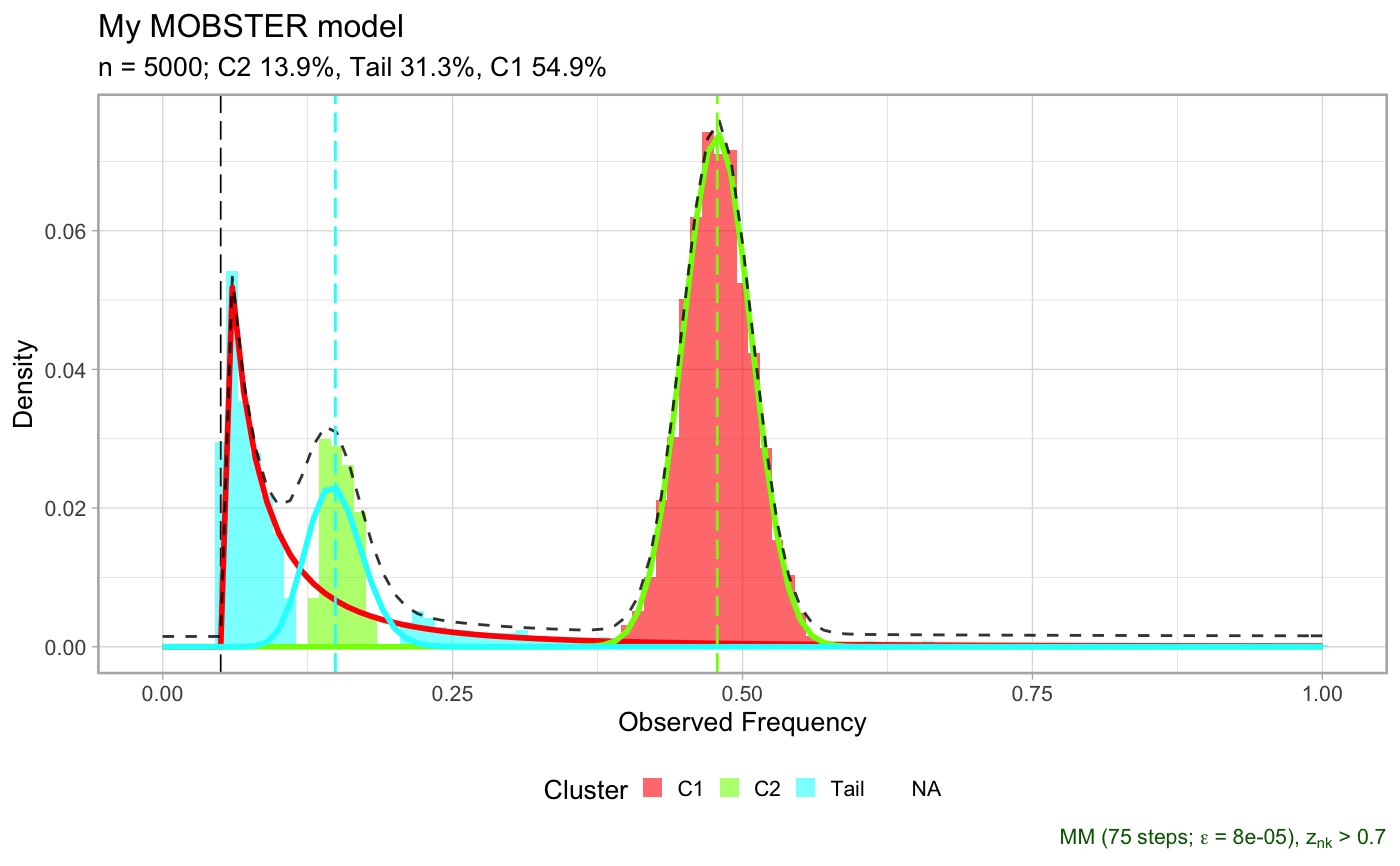 My MOBSTER model
n = 5000; C2 13.9%, Tail 31.3%, C1 54.9%
Density
0.06
0.04
0.02
0.00
0.00 0.25 0.50 0.75 1.00
Observed Frequency
Cluster C1 C2 Tail NA
MM (75 steps; ε = 8e-05), znk > 0.7